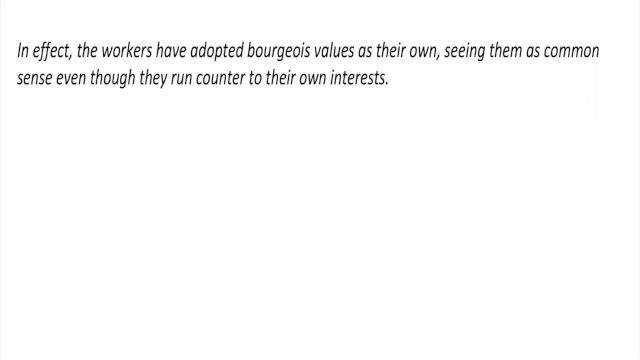 In effect, the workers have adopted bourgeois values as their own, seeing them as common
sense even though they run counter to their own interests.